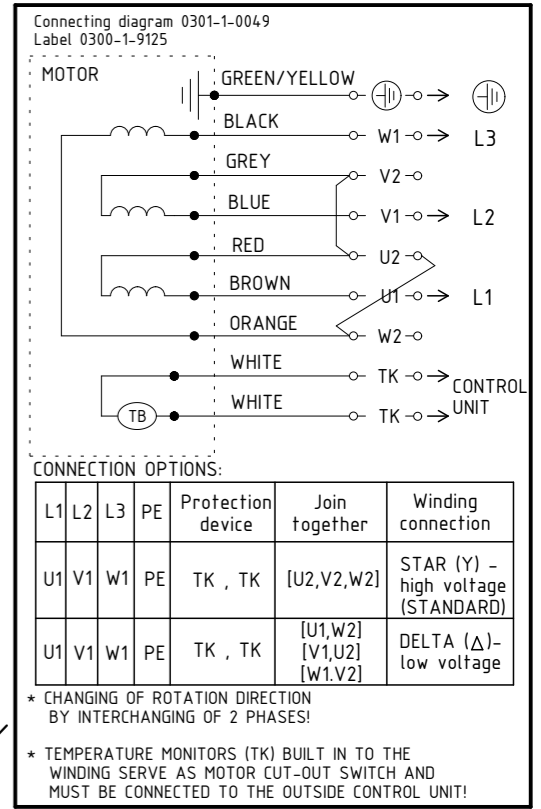 Connecting diagram 0301-1-0049
Label 0300-1-9125
MOTOR
GREEN/YELLOW
BLACK W1 L3
GREY V2
BLUE V1 L2
RED U2
BROWN U1 L1
ORANGE W2
WHITE TK CONTROL
WHITE TK UNIT
TB
CONNECTION OPTIONS:
L1 L2 L3 PE Protection device Join together Winding connection
U1 V1 W1 PE TK , TK [U2,V2,W2] STAR (Y) - high voltage (STANDARD)
U1 V1 W1 PE TK , TK [U1,W2] [V1,U2] [W1.V2] DELTA (△)- low voltage
* CHANGING OF ROTATION DIRECTION
BY INTERCHANGING OF 2 PHASES!
* TEMPERATURE MONITORS (TK) BUILT IN TO THE
WINDING SERVE AS MOTOR CUT-OUT SWITCH AND
MUST BE CONNECTED TO THE OUTSIDE CONTROL UNIT!